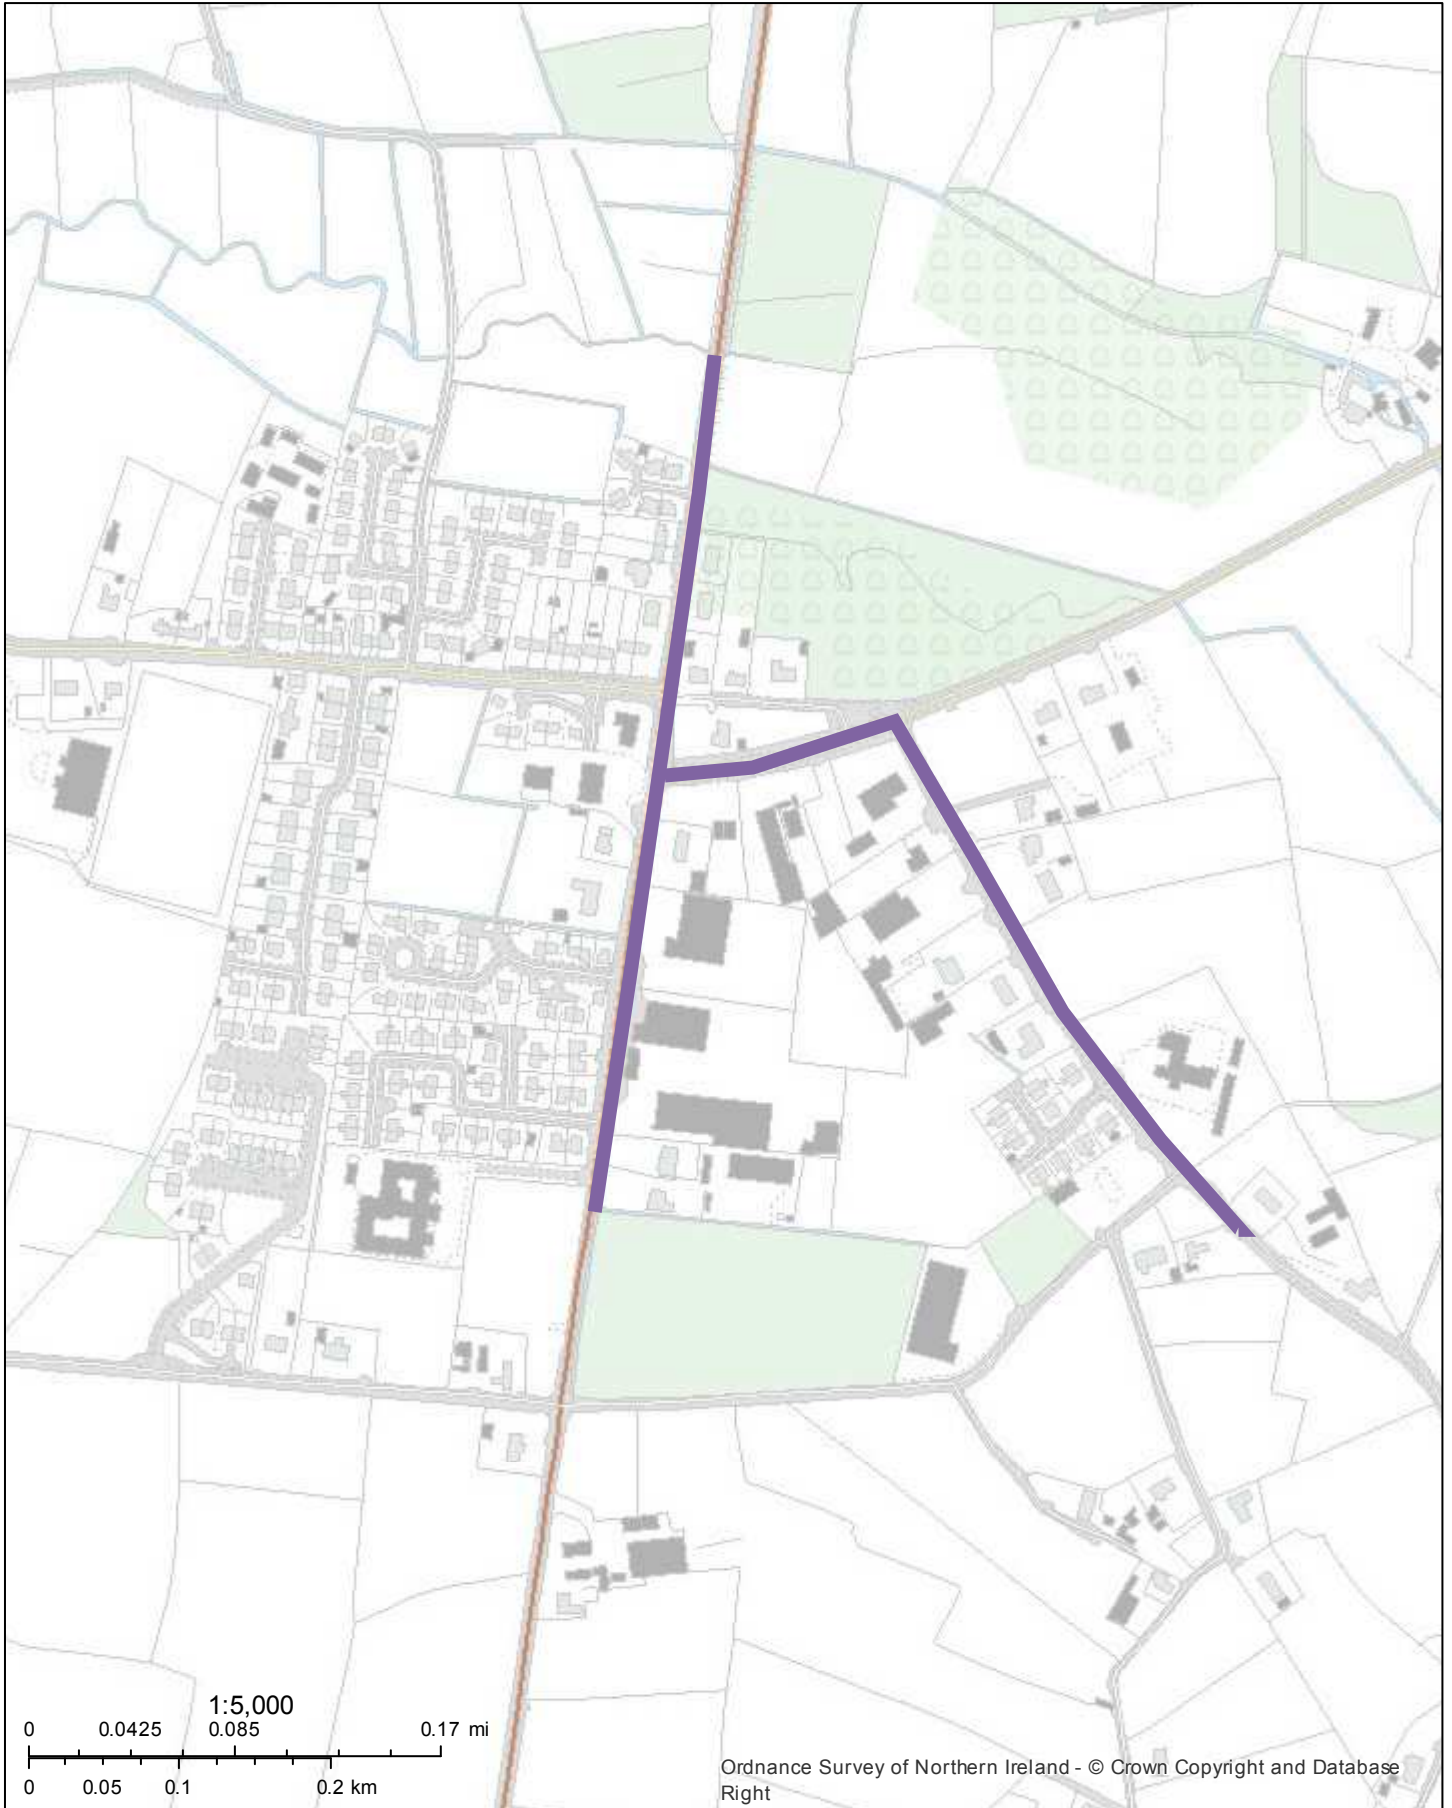 1:5,000
0 0.0425 0.085 0.17 mi
0 0.05 0.1 0.2 km
Ordnance Survey of Northern Ireland - © Crown Copyright and Database
Right